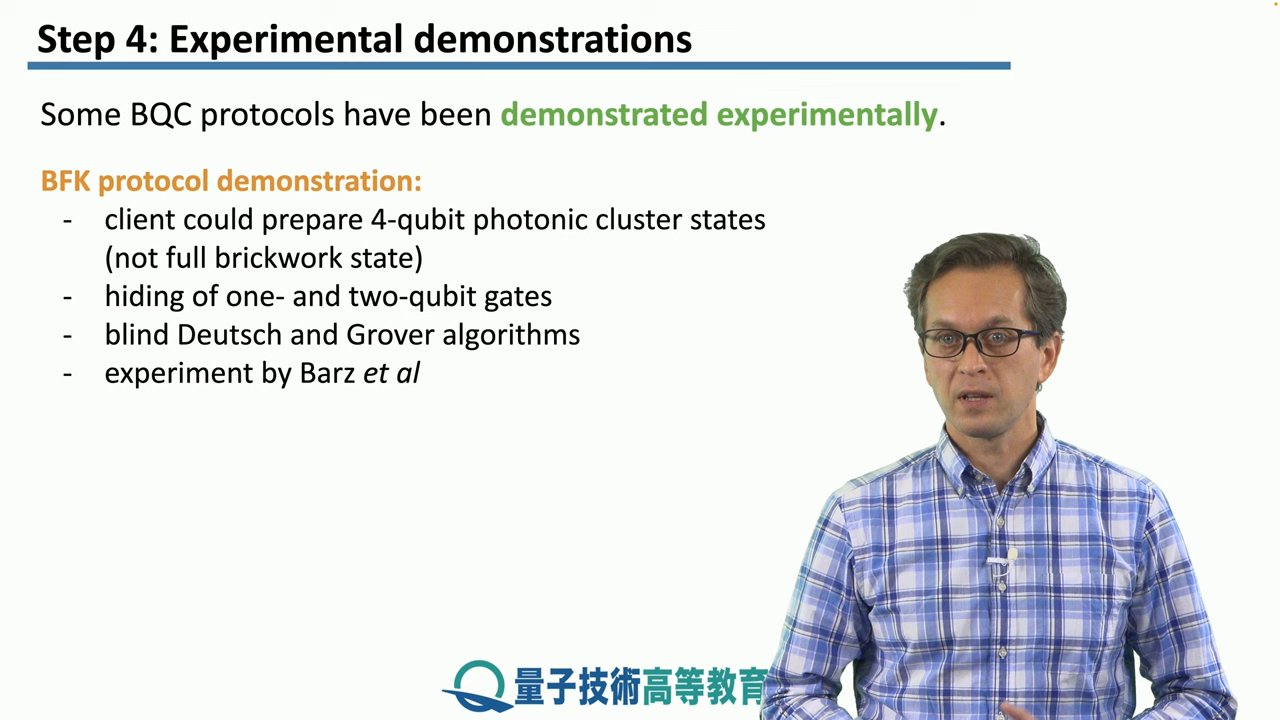 Step 4: Experimental demonstrations
Some BQC protocols have been demonstrated experimentally.
BFK protocol demonstration:
- client could prepare 4-qubit photonic cluster states
(not full brickwork state)
- hiding of one- and two-qubit gates
- blind Deutsch and Grover algorithms
- experiment by Barz et al
量子技術高等教育